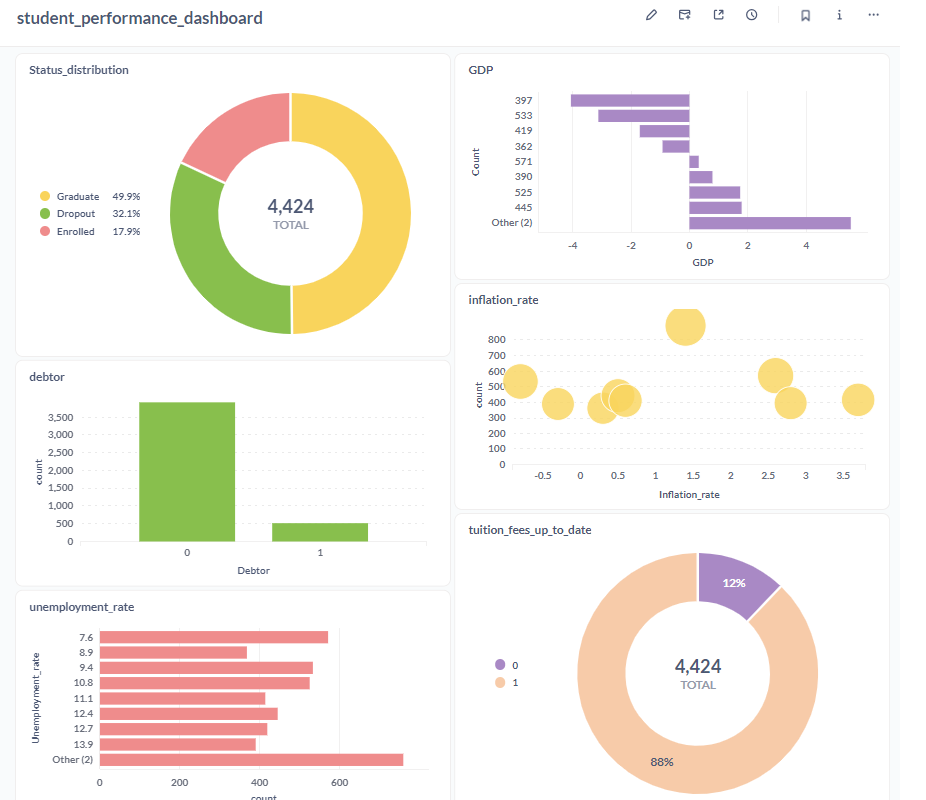 student_performance_dashboard
Status_distribution
Graduate 49.9%
Dropout 32.1%
Enrolled 17.9%
4,424
TOTAL
GDP
Count
397
533
419
362
571
390
525
445
Other (2)
-4 -2 0 2 4
GDP
inflation_rate
count
800
700
600
500
400
300
200
100
0
-0.5 0 0.5 1 1.5 2 2.5 3 3.5
Inflation_rate
debtor
count
3,500
3,000
2,500
2,000
1,500
1,000
500
0
0 1
Debtor
tuition_fees_up_to_date
0
1
12%
4,424
TOTAL
88%
unemployment_rate
Unemployment_rate
7.6
8.9
9.4
10.8
11.1
12.4
12.7
13.9
Other (2)
0 200 400 600
count